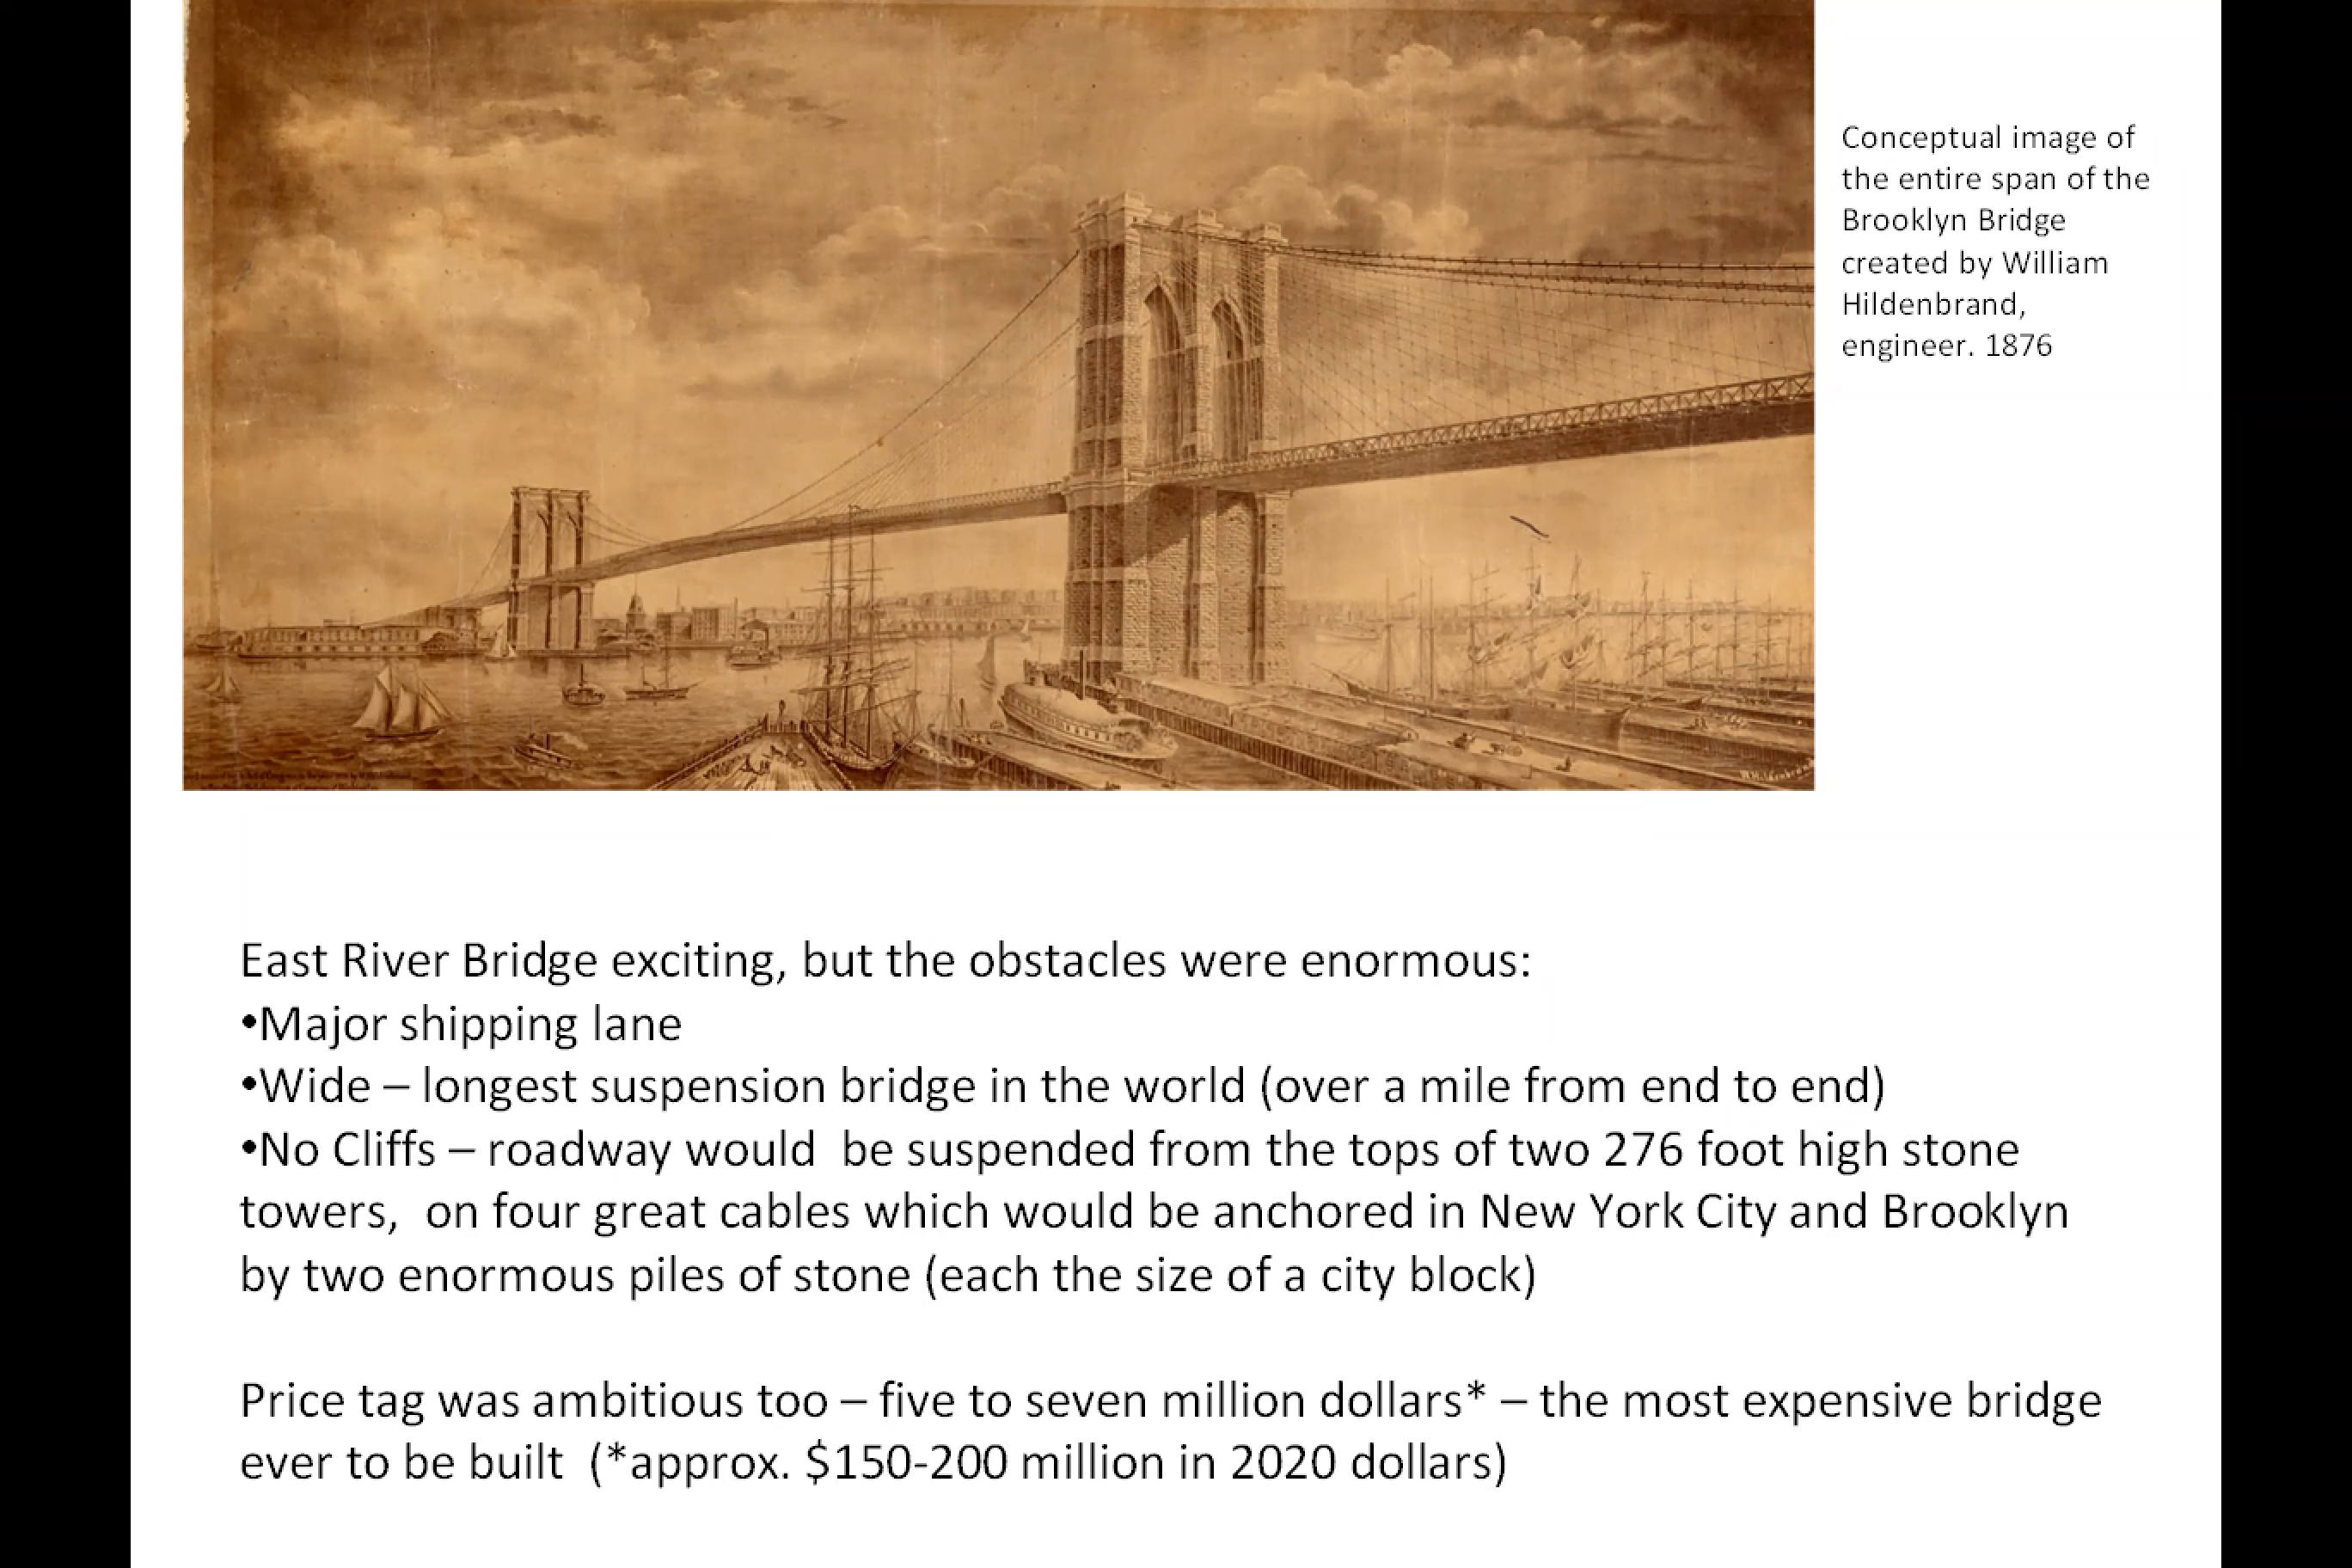 Conceptual image of
the entire span of the
Brooklyn Bridge
created by William
Hildenbrand,
engineer. 1876
East River Bridge exciting, but the obstacles were enormous:
•Major shipping lane
•Wide – longest suspension bridge in the world (over a mile from end to end)
•No Cliffs – roadway would  be suspended from the tops of two 276 foot high stone
towers,  on four great cables which would be anchored in New York City and Brooklyn
by two enormous piles of stone (each the size of a city block)
Price tag was ambitious too – five to seven million dollars* – the most expensive bridge
ever to be built  (*approx. $150-200 million in 2020 dollars)